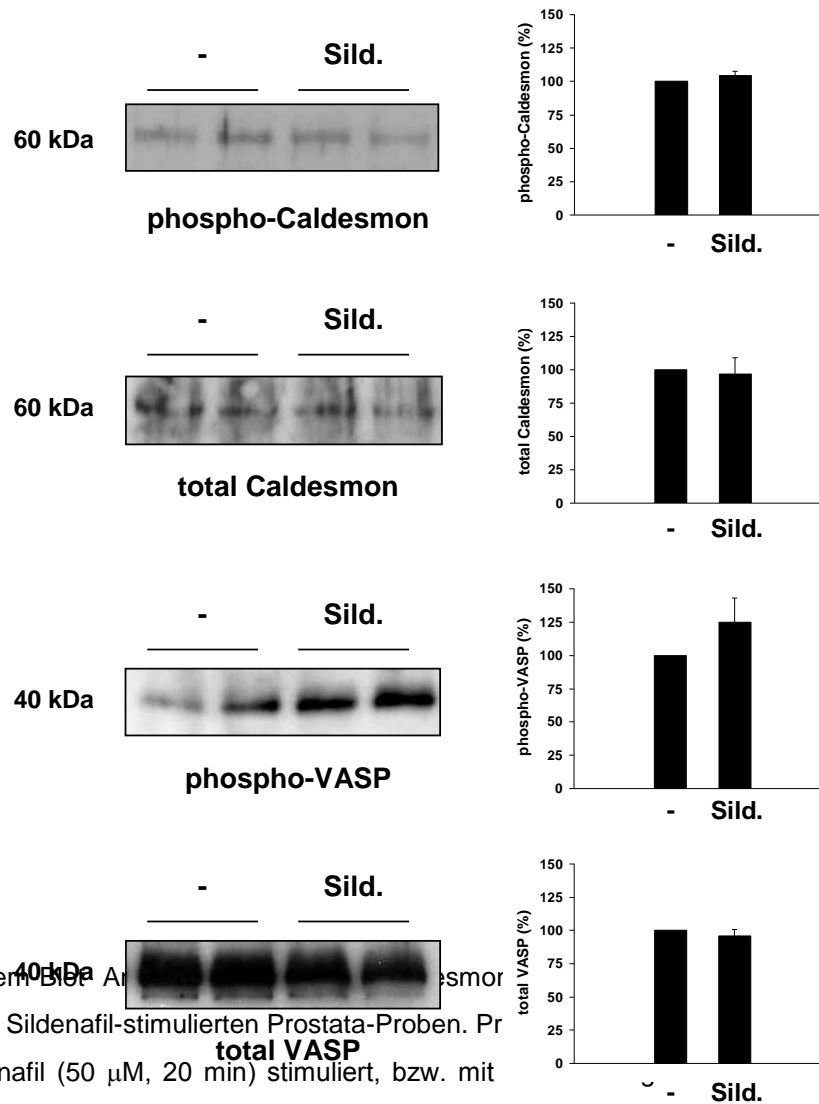 - Sild.
60 kDa
phospho-Caldesmon
phospho-Caldesmon (%)
150
125
100
75
50
25
0
- Sild.
- Sild.
60 kDa
total Caldesmon
total Caldesmon (%)
150
125
100
75
50
25
0
- Sild.
- Sild.
40 kDa
phospho-VASP
phospho-VASP (%)
150
125
100
75
50
25
0
- Sild.
- Sild.
40 kDa
total VASP
total VASP (%)
150
125
100
75
50
25
0
- Sild.
Blot
Sildenafil-stimulierten Prostata-Proben. Pr
nafil (50 μM, 20 min) stimuliert, bzw. mit